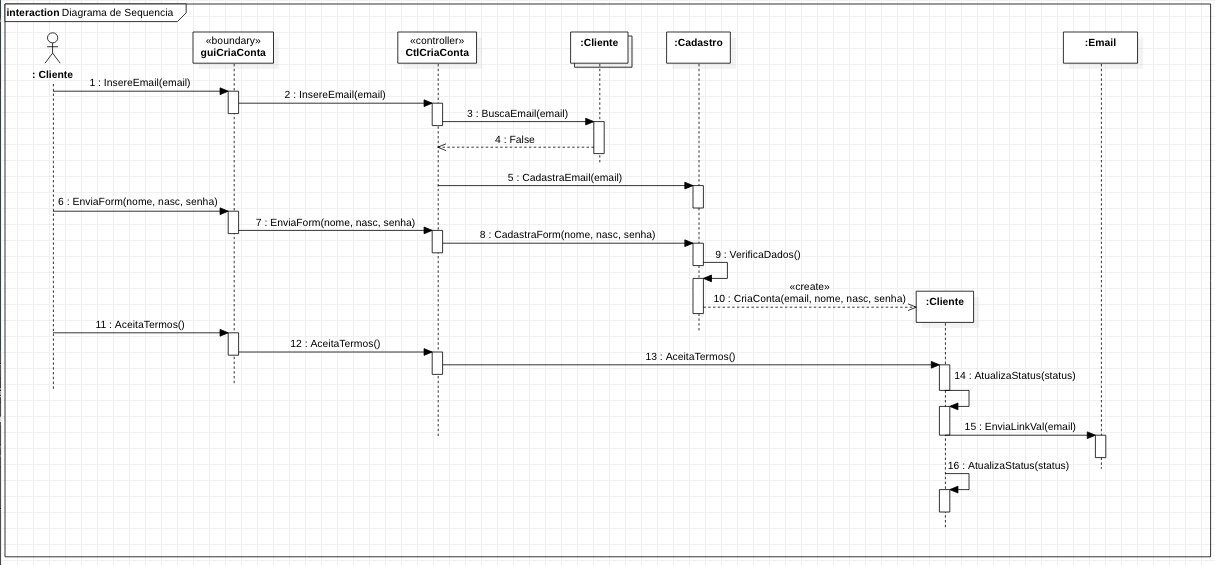 interaction Diagrama de Sequencia
«boundary»
guiCriaConta
«controller»
CtlCriaConta
:Cliente
:Cadastro
:Email
: Cliente
1 : InsereEmail(email)
2 : InsereEmail(email)
3 : BuscaEmail(email)
4 : False
5 : CadastraEmail(email)
6 : EnviaForm(nome, nasc, senha)
7 : EnviaForm(nome, nasc, senha)
8 : CadastraForm(nome, nasc, senha)
9 : VerificaDados()
«create»
10 : CriaConta(email, nome, nasc, senha)
:Cliente
11 : AceitaTermos()
12 : AceitaTermos()
13 : AceitaTermos()
14 : AtualizaStatus(status)
15 : EnviaLinkVal(email)
16 : AtualizaStatus(status)